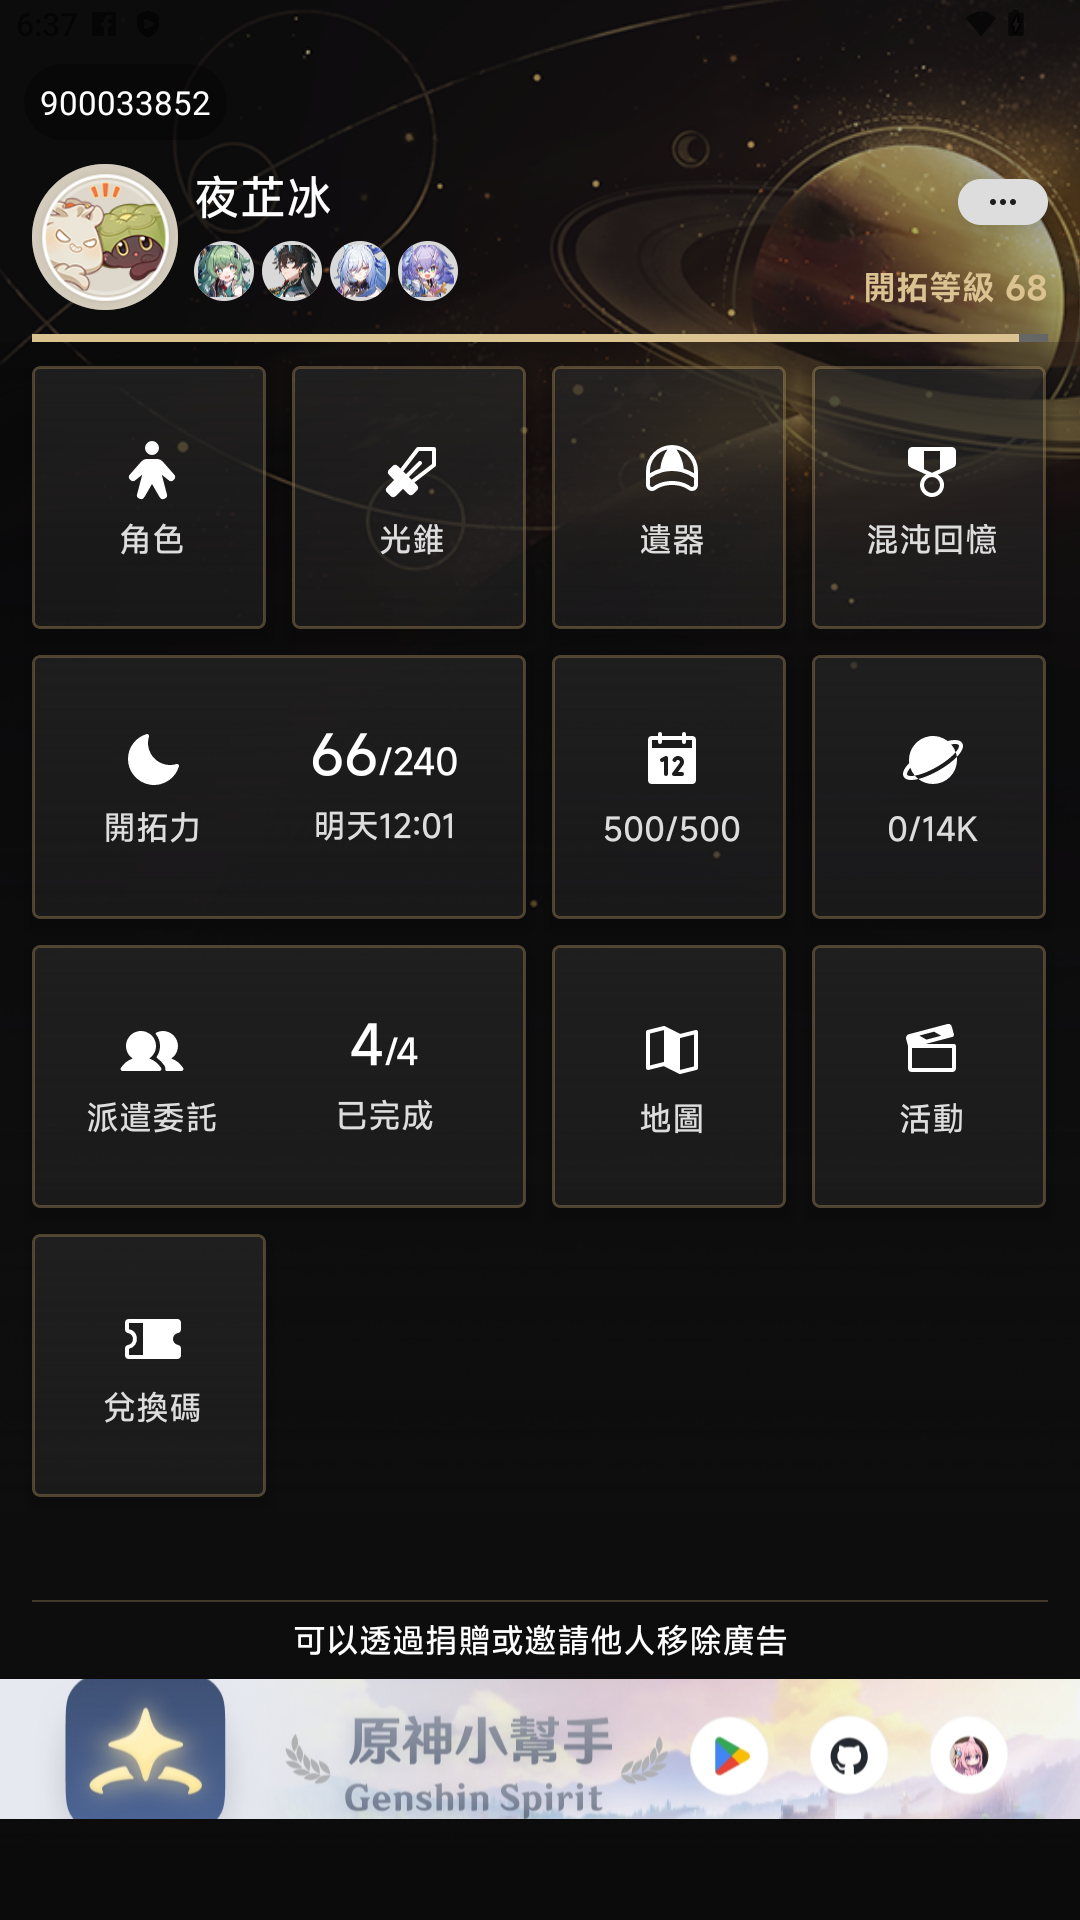 6:37
900033852
夜芷冰
開拓等級 68
角色
光錐
遺器
混沌回憶
開拓力
66/240
明天12:01
12
500/500
0/14K
派遣委託
4/4
已完成
地圖
活動
兌換碼
可以透過捐贈或邀請他人移除廣告
原神小幫手
Genshin Spirit